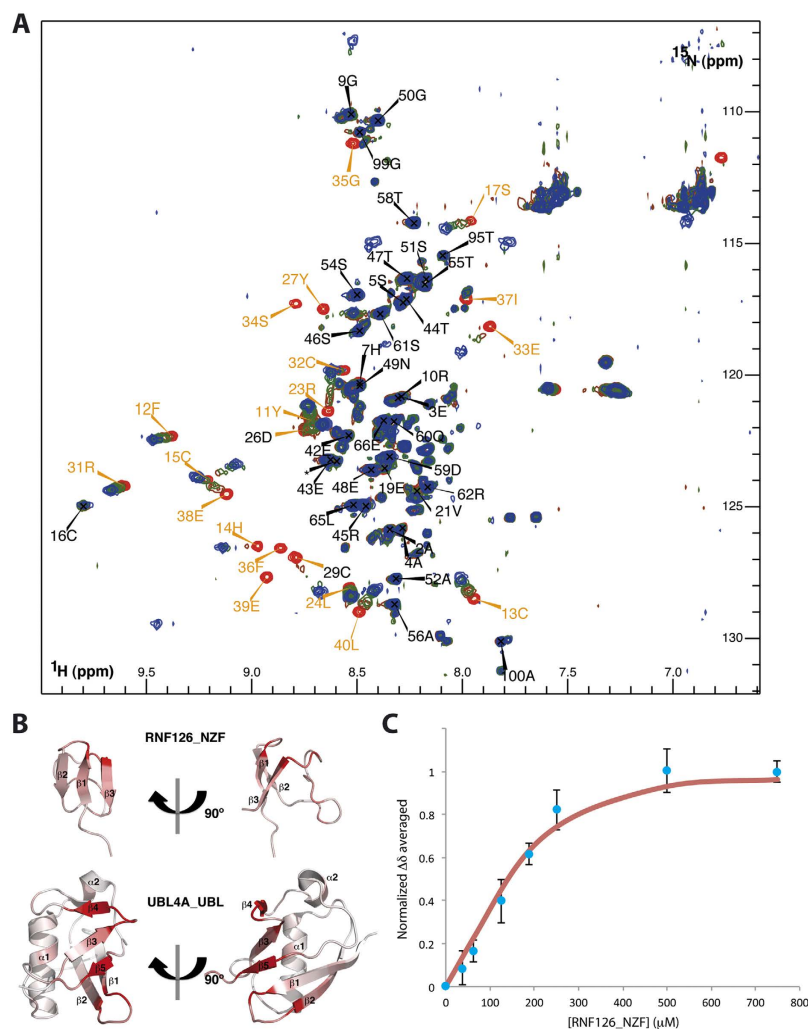 A
15N (ppm)
9G
50G
110
99G
35G
17S
58T
115
51S
95T
47T
55T
54S
27Y
5S
37I
34S
44T
46S
61S
33E
7H
49N
32C
120
23R
10R
12F
11Y
3E
26D
60Q
42E
66E
15C
59D
31R
*
43E
48E
19E
62R
38E
21V
125
16C
65L
14H
45R
2A
4A
36F
29C
52A
39E
24L
13C
40L
56A
130
1H (ppm)
100A
9.5
9.0
8.5
8.0
7.5
7.0
B
RNF126_NZF
β2
β1
β3
90º
β1
β2
β3
α2
UBL4A_UBL
α2
β4
β4
β3
α1
β3
α1
β5
β5
β1
90º
β1
β2
β2
C
Normalized Δδ averaged
1
0.8
0.6
0.4
0.2
0
0 100 200 300 400 500 600 700 800
[RNF126_NZF] (μM)